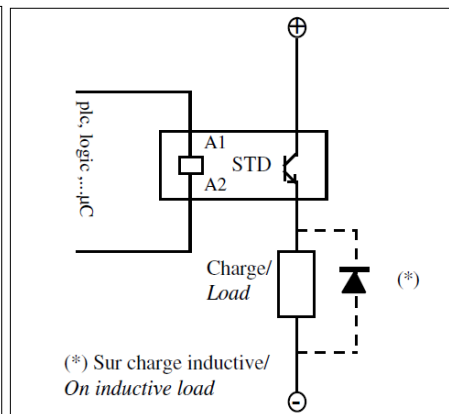 +
plc, logic ,...µC
A1
STD
A2
Charge/
Load
(*)
(*) Sur charge inductive/
On inductive load
-